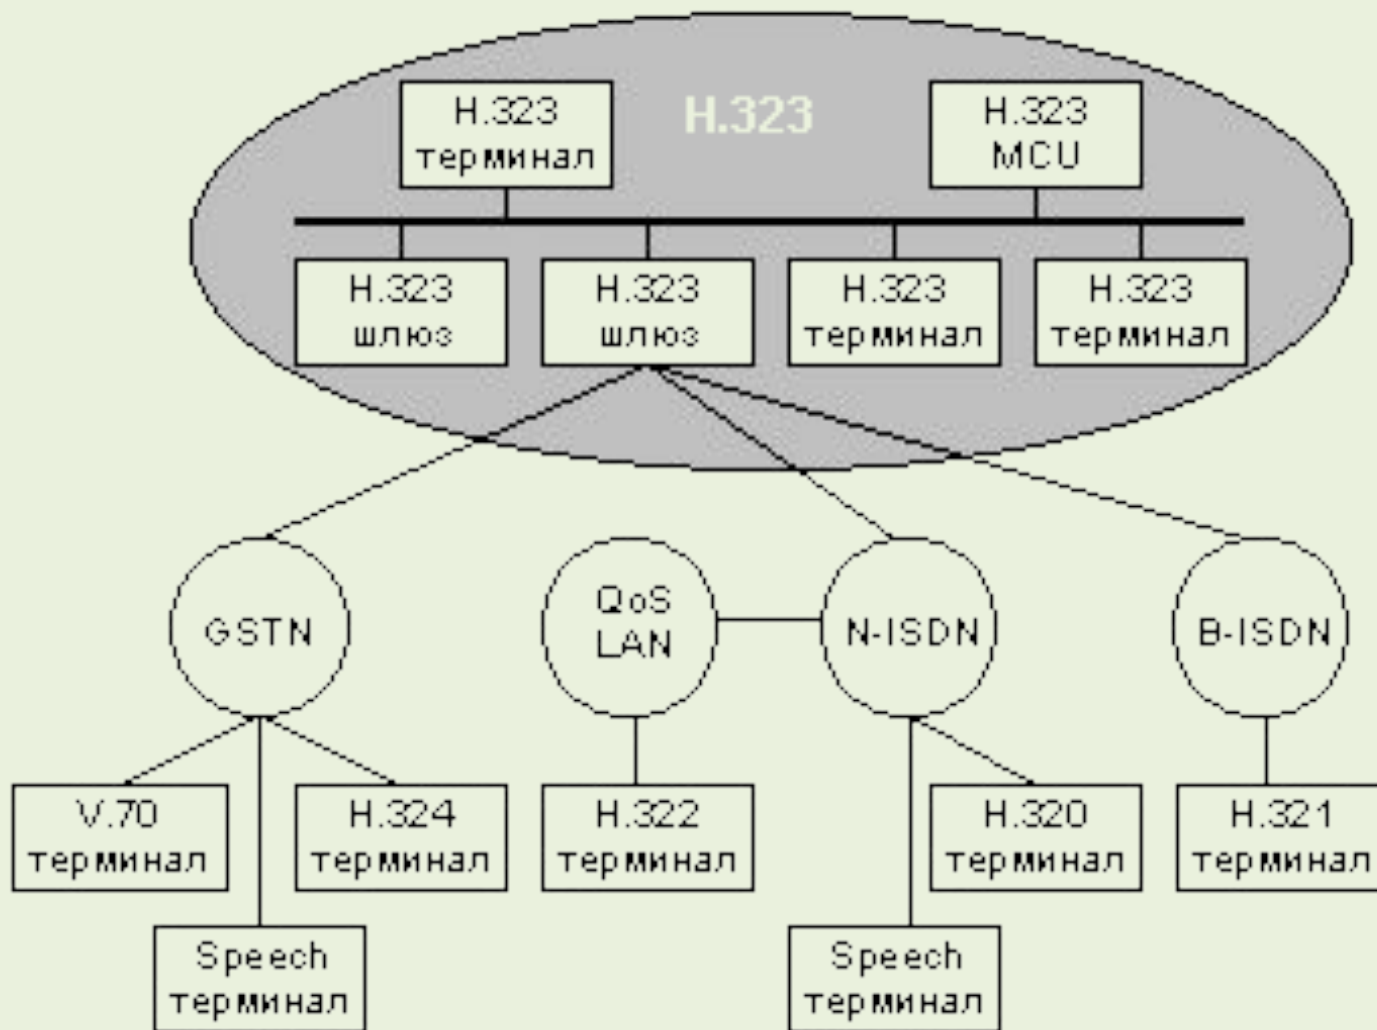 H.323
H.323
терминал
H.323
MCU
H.323
шлюз
H.323
шлюз
H.323
терминал
H.323
терминал
GSTN
QoS
LAN
N-ISDN
B-ISDN
V.70
терминал
H.324
терминал
H.322
терминал
H.320
терминал
H.321
терминал
Speech
терминал
Speech
терминал